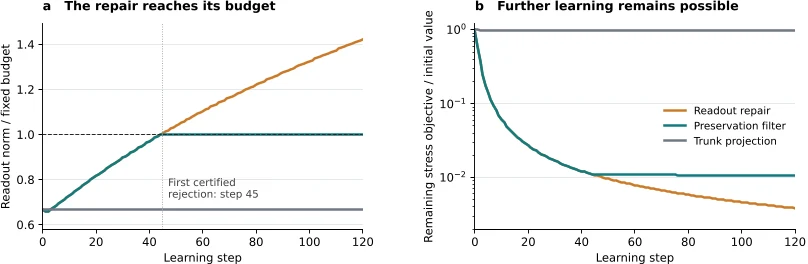 a The repair reaches its budget
Readout norm / fixed budget
1.4
1.2
1.0
0.8
0.6
First certified
rejection: step 45
0 20 40 60 80 100 120
Learning step
b Further learning remains possible
Remaining stress objective / initial value
10⁰
10⁻¹
10⁻²
Readout repair
Preservation filter
Trunk projection
0 20 40 60 80 100 120
Learning step